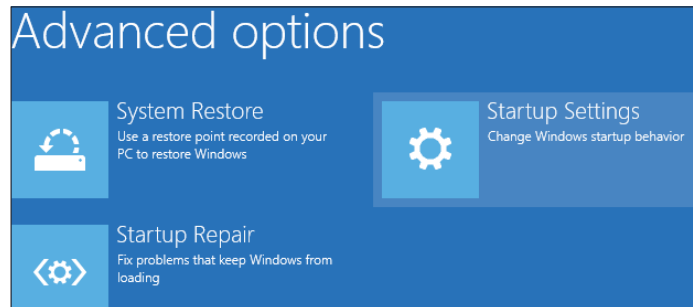 Advanced options
System Restore
Use a restore point recorded on your
PC to restore Windows
Startup Settings
Change Windows startup behavior
Startup Repair
Fix problems that keep Windows from
loading